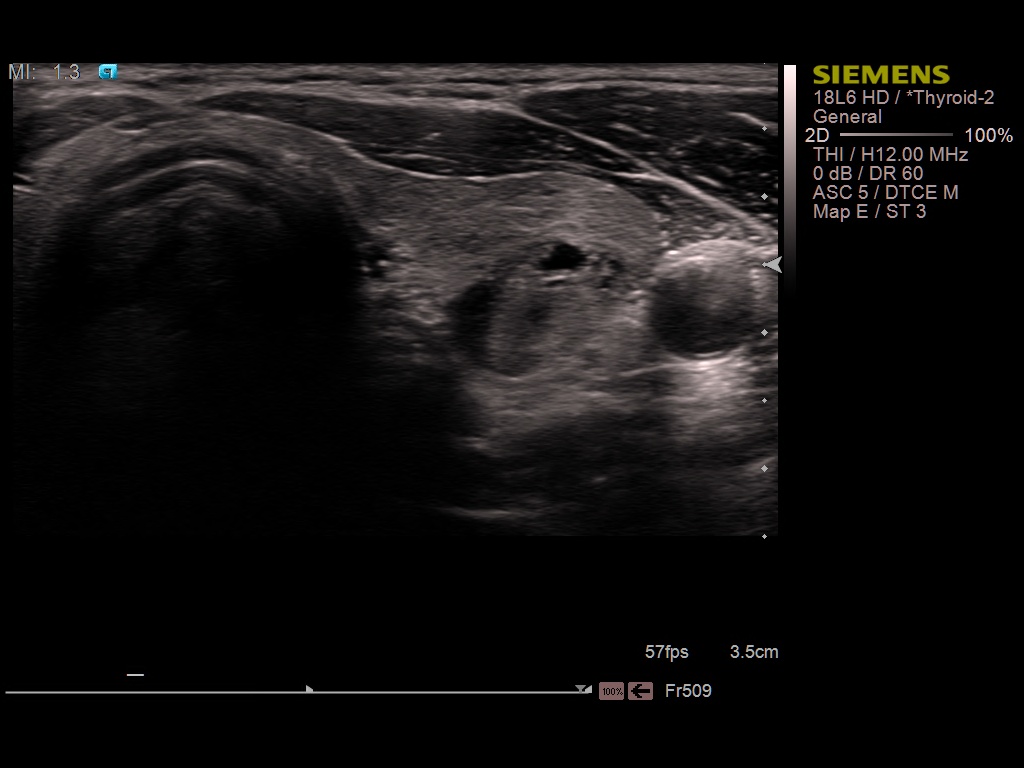 MI: 1.3
SIEMENS
18L6 HD / *Thyroid-2
General
2D 100%
THI / H12.00 MHz
0 dB / DR 60
ASC 5 / DTCE M
Map E / ST 3
57fps 3.5cm
100% Fr509